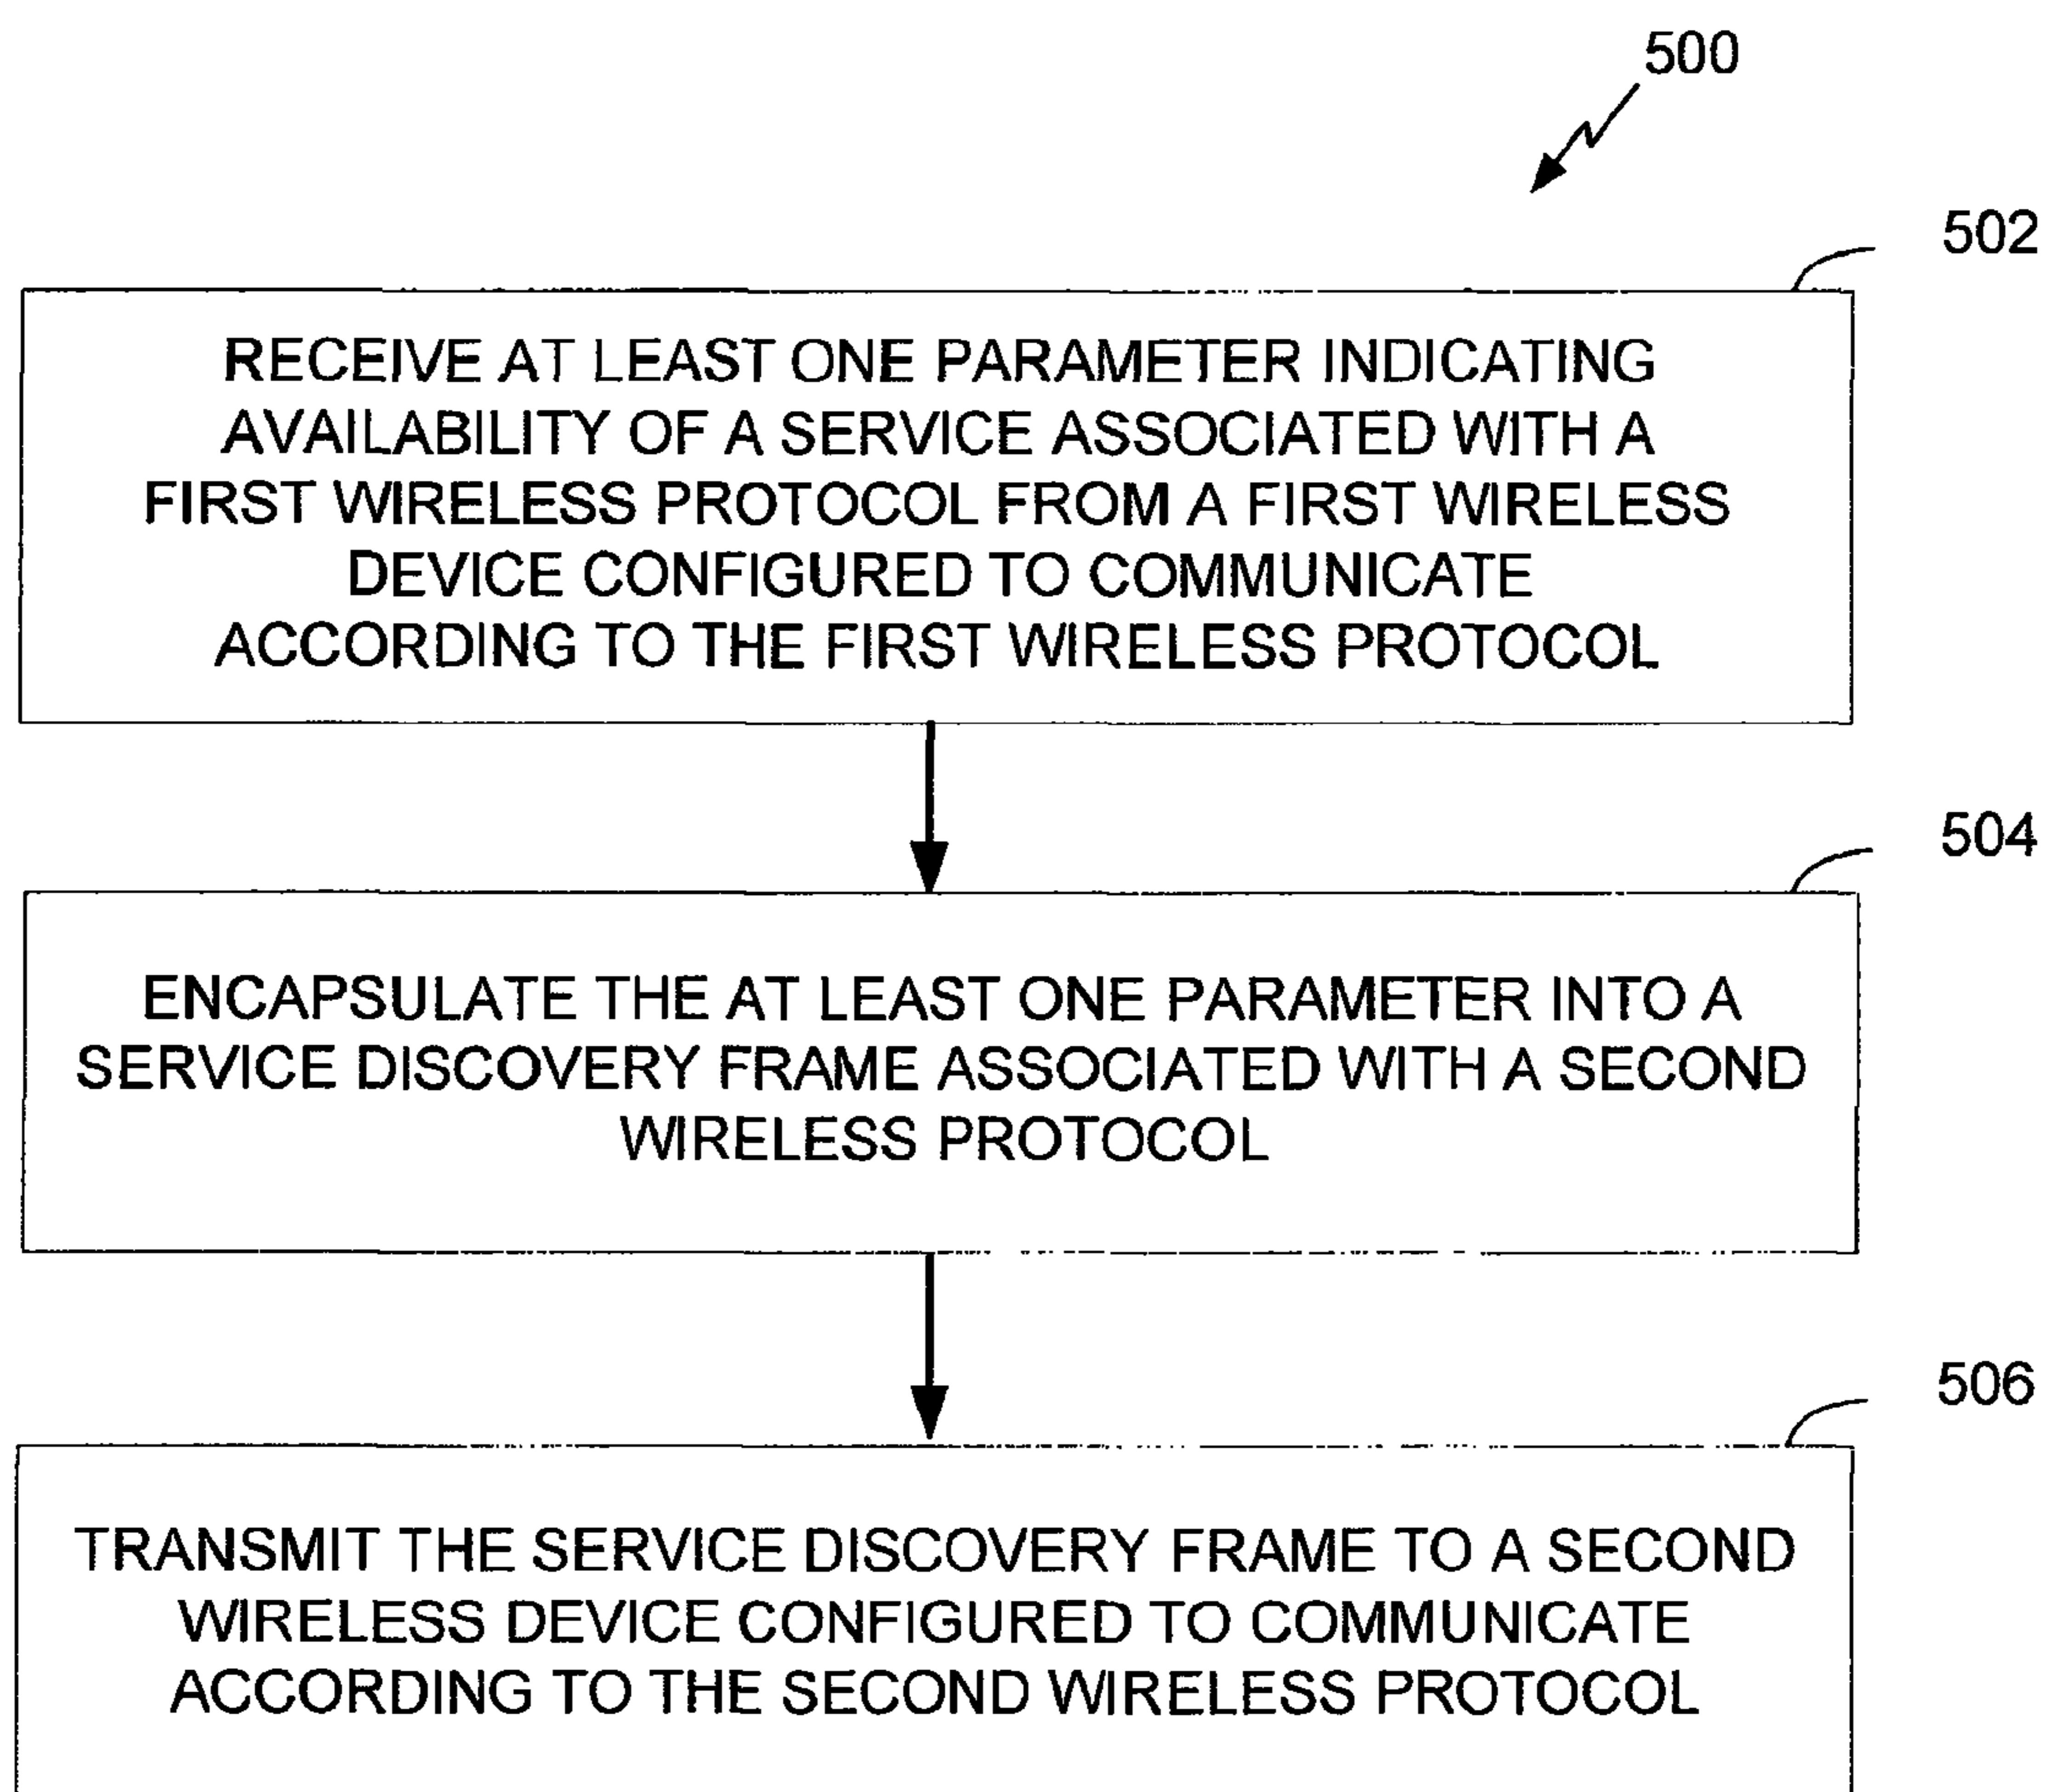 500
502
RECEIVE AT LEAST ONE PARAMETER INDICATING
AVAILABILITY OF A SERVICE ASSOCIATED WITH A
FIRST WIRELESS PROTOCOL FROM A FIRST WIRELESS
DEVICE CONFIGURED TO COMMUNICATE
ACCORDING TO THE FIRST WIRELESS PROTOCOL
504
ENCAPSULATE THE AT LEAST ONE PARAMETER INTO A
SERVICE DISCOVERY FRAME ASSOCIATED WITH A SECOND
WIRELESS PROTOCOL
506
TRANSMIT THE SERVICE DISCOVERY FRAME TO A SECOND
WIRELESS DEVICE CONFIGURED TO COMMUNICATE
ACCORDING TO THE SECOND WIRELESS PROTOCOL